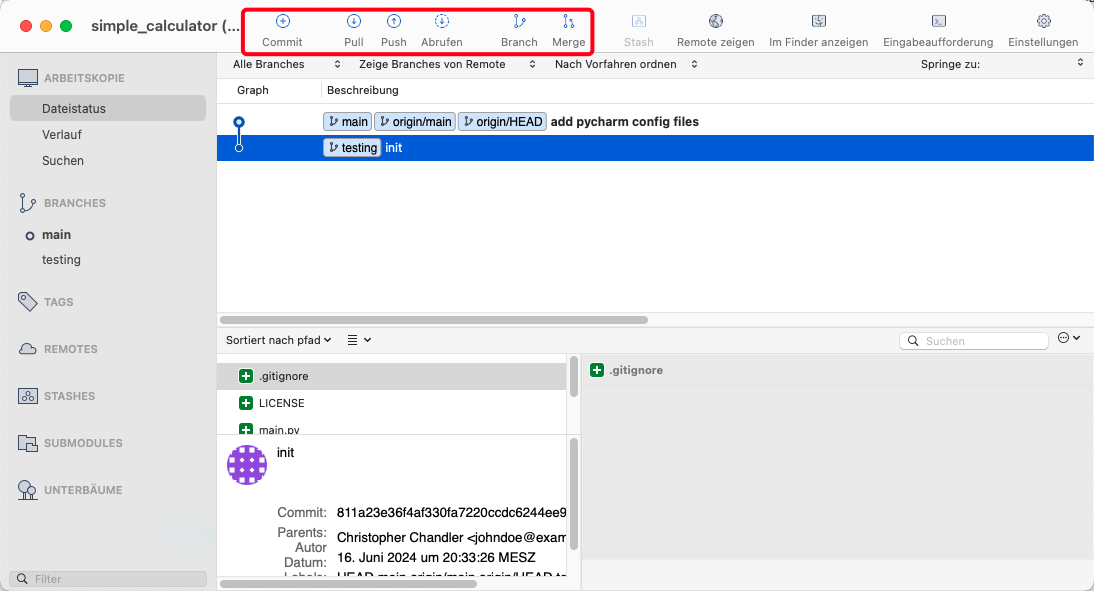 simple_calculator (...
Commit Pull Push Abrufen Branch Merge Stash Remote zeigen Im Finder anzeigen Eingabeaufforderung Einstellungen
ARBEITSKOPIE
Dateistatus
Verlauf
Suchen
BRANCHES
main
testing
TAGS
REMOTES
STASHES
SUBMODULES
UNTERBÄUME
Filter
Alle Branches Zeige Branches von Remote Nach Vorfahren ordnen Springe zu:
Graph Beschreibung
main origin/main origin/HEAD add pycharm config files
testing init
Sortiert nach pfad
Suchen
.gitignore
LICENSE
main.py
.gitignore
init
Commit: 811a23e36f4af330fa7220ccdc6244ee9
Parents:
Autor Christopher Chandler <johndoe@exam
Datum: 16. Juni 2024 um 20:33:26 MESZ
Labels: HEAD main origin/main origin/HEAD te